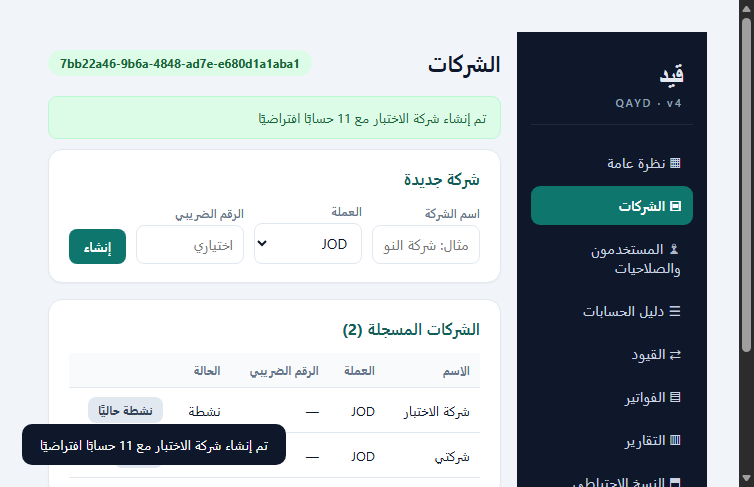 قيد
QAYD · v4
نظرة عامة
الشركات
المستخدمون والصلاحيات
دليل الحسابات
القيود
الفواتير
التقارير
النسخ الاحتياطي
الشركات
7bb22a46-9b6a-4848-ad7e-e680d1a1aba1
تم إنشاء شركة الاختبار مع 11 حسابًا افتراضيًا
شركة جديدة
اسم الشركة العملة الرقم الضريبي
مثال: شركة النو JOD اختياري إنشاء
الشركات المسجلة (2)
الاسم العملة الرقم الضريبي الحالة
شركة الاختبار JOD — نشطة نشطة حاليًا
شركتي JOD —
تم إنشاء شركة الاختبار مع 11 حسابًا افتراضيًا